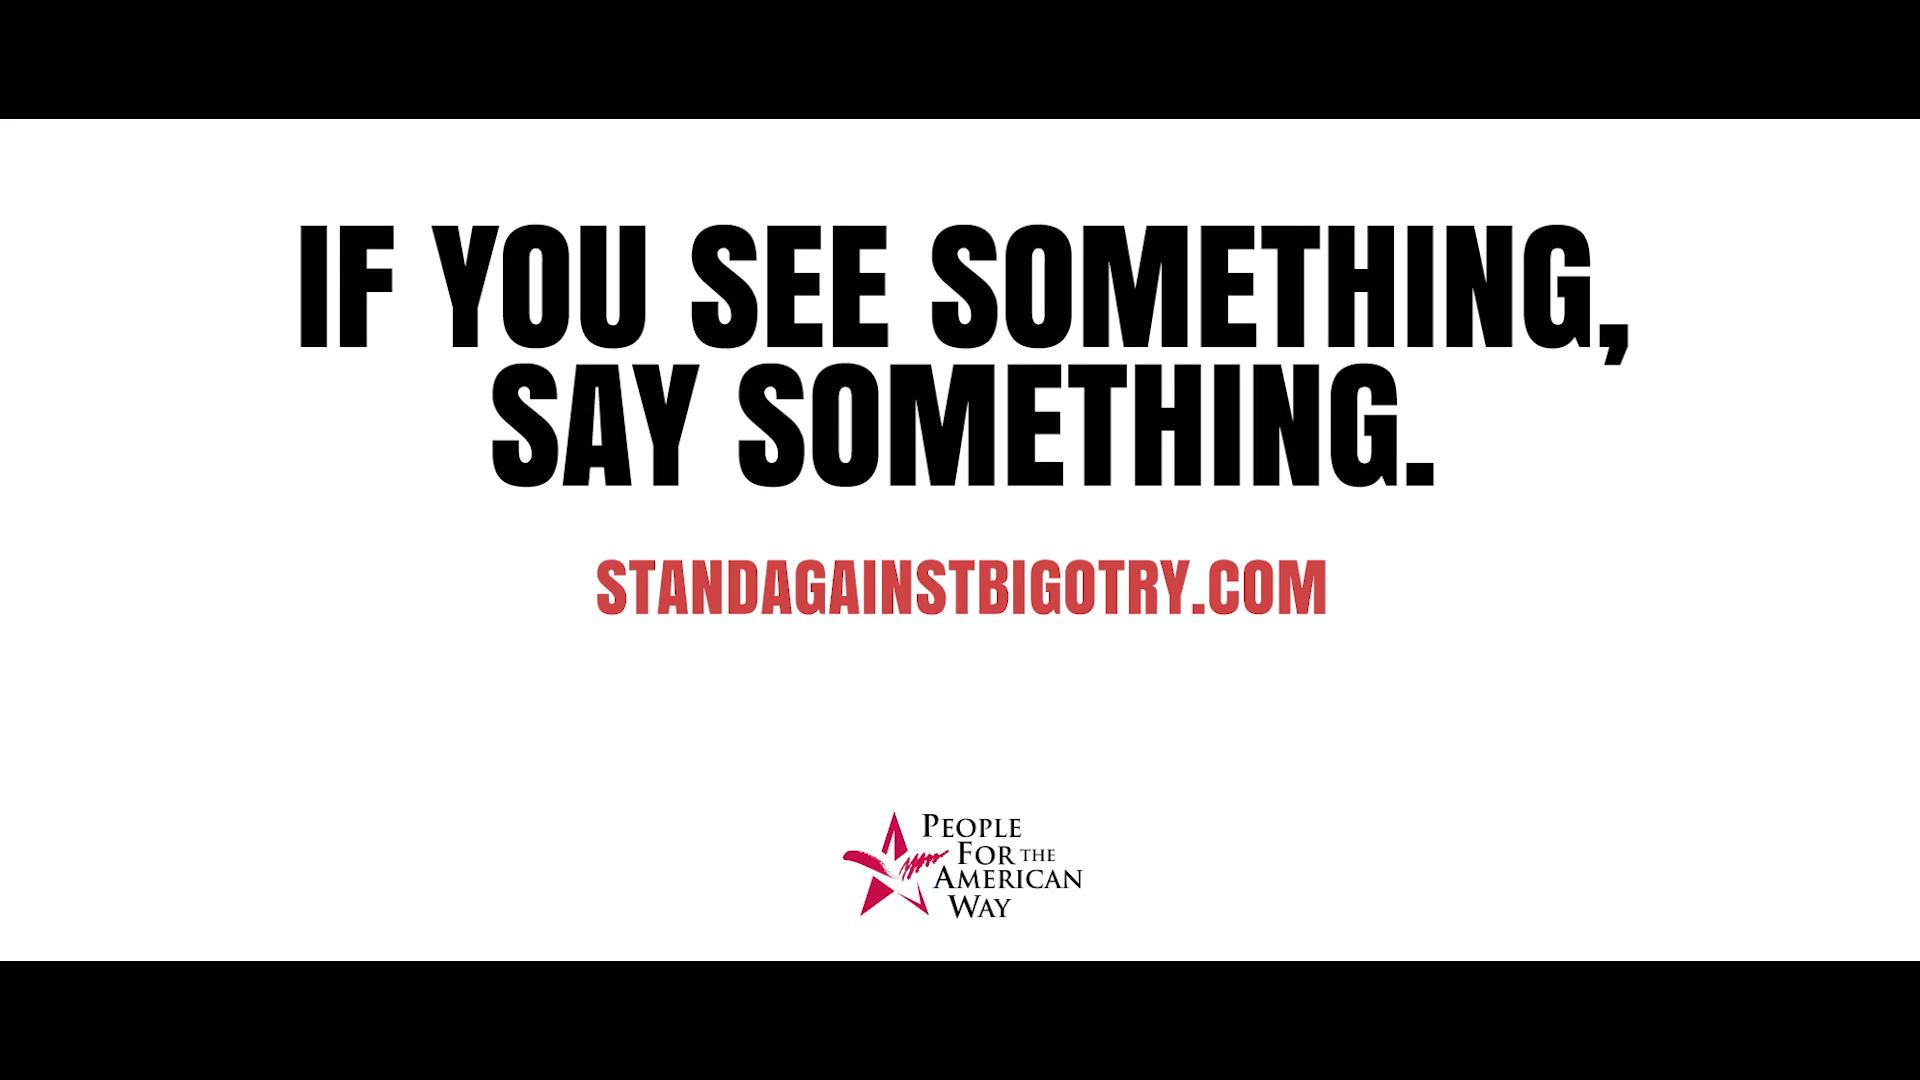 IF YOU SEE SOMETHING,
SAY SOMETHING.
STANDAGAINSTBIGOTRY.COM
PEOPLE
FOR THE
AMERICAN
WAY